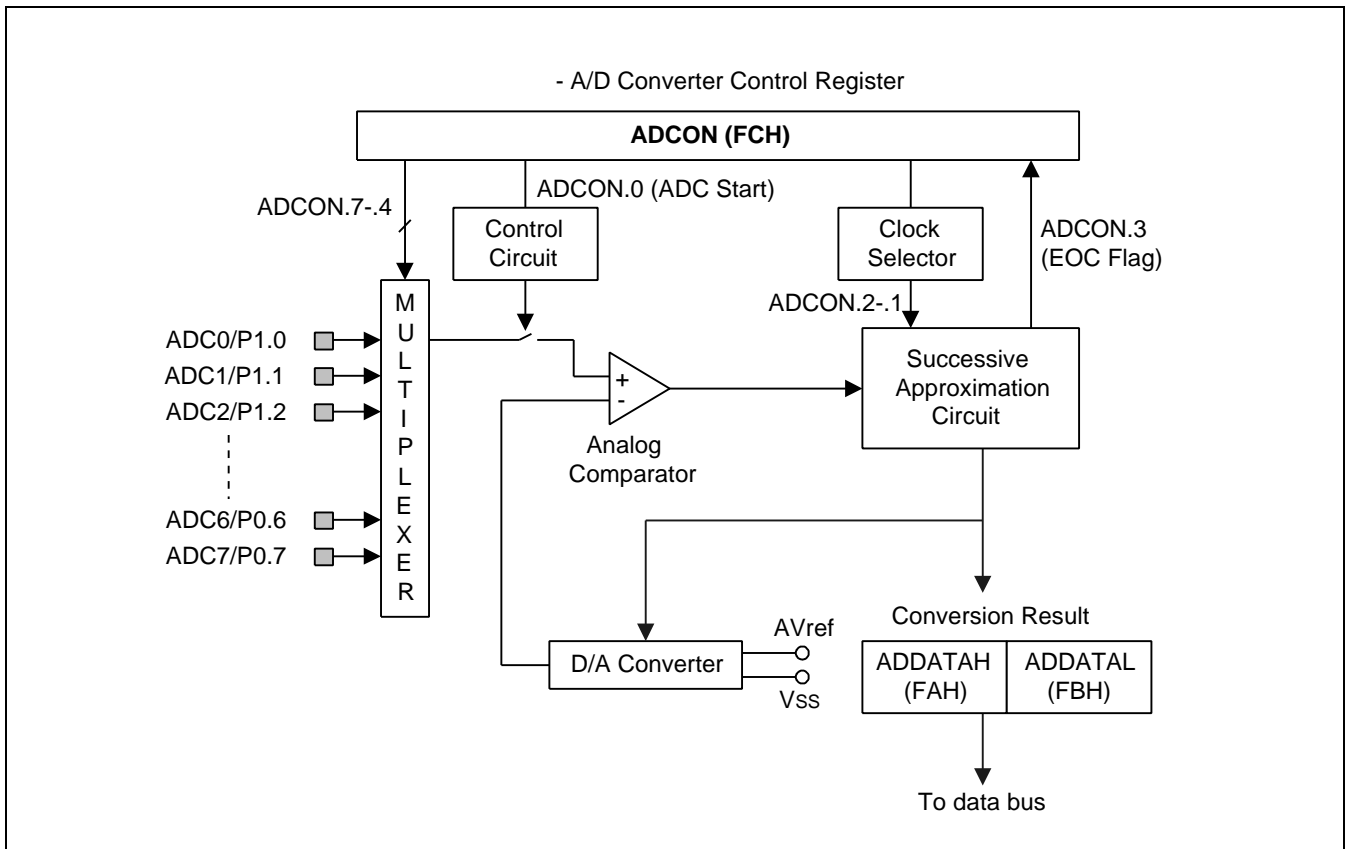 - A/D Converter Control Register
ADCON (FCH)
ADCON.7-.4
ADCON.0 (ADC Start)
Control
Circuit
Clock
Selector
ADCON.3
(EOC Flag)
ADCON.2-.1
MULTIPLEXER
ADC0/P1.0
ADC1/P1.1
ADC2/P1.2
ADC6/P0.6
ADC7/P0.7
+
-
Analog
Comparator
Successive
Approximation
Circuit
D/A Converter
AVref
VSS
Conversion Result
ADDATAH
(FAH)
ADDATAL
(FBH)
To data bus